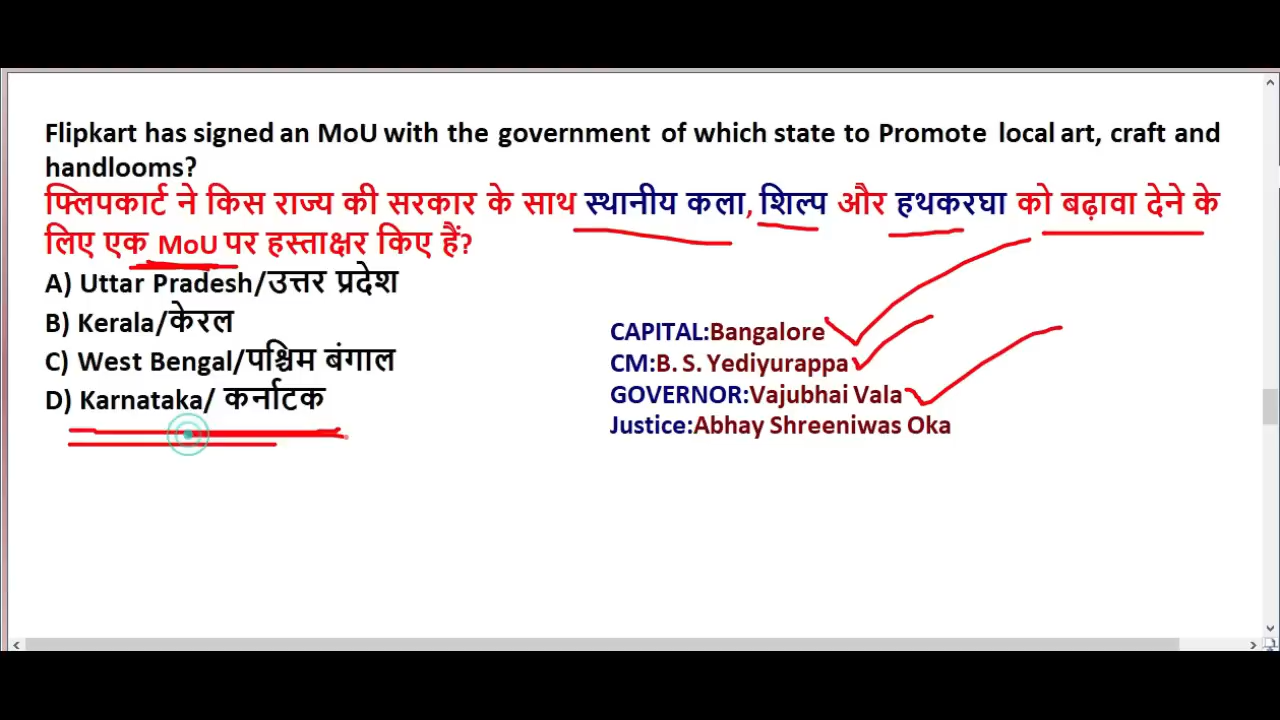 Flipkart has signed an MoU with the government of which state to Promote local art, craft and
handlooms?
फ्लिपकार्ट ने किस राज्य की सरकार के साथ स्थानीय कला, शिल्प और हथकरघा को बढ़ावा देने के
लिए एक MoU पर हस्ताक्षर किए हैं?
A) Uttar Pradesh/उत्तर प्रदेश
B) Kerala/केरल
C) West Bengal/पश्चिम बंगाल
D) Karnataka/ कर्नाटक
CAPITAL:Bangalore
CM:B. S. Yediyurappa
GOVERNOR:Vajubhai Vala
Justice:Abhay Shreeniwas Oka